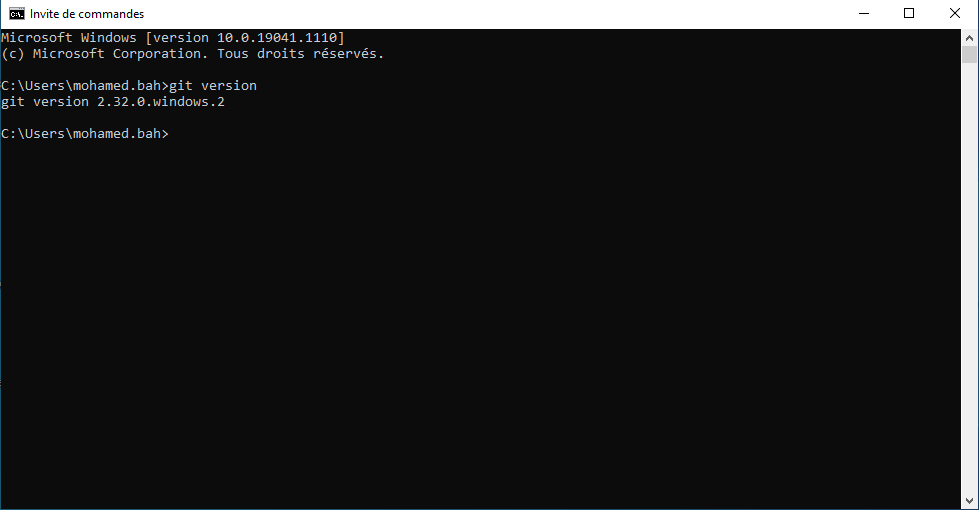 Invite de commandes
Microsoft Windows [version 10.0.19041.1110]
(c) Microsoft Corporation. Tous droits réservés.
C:\Users\mohamed.bah>git version
git version 2.32.0.windows.2
C:\Users\mohamed.bah>